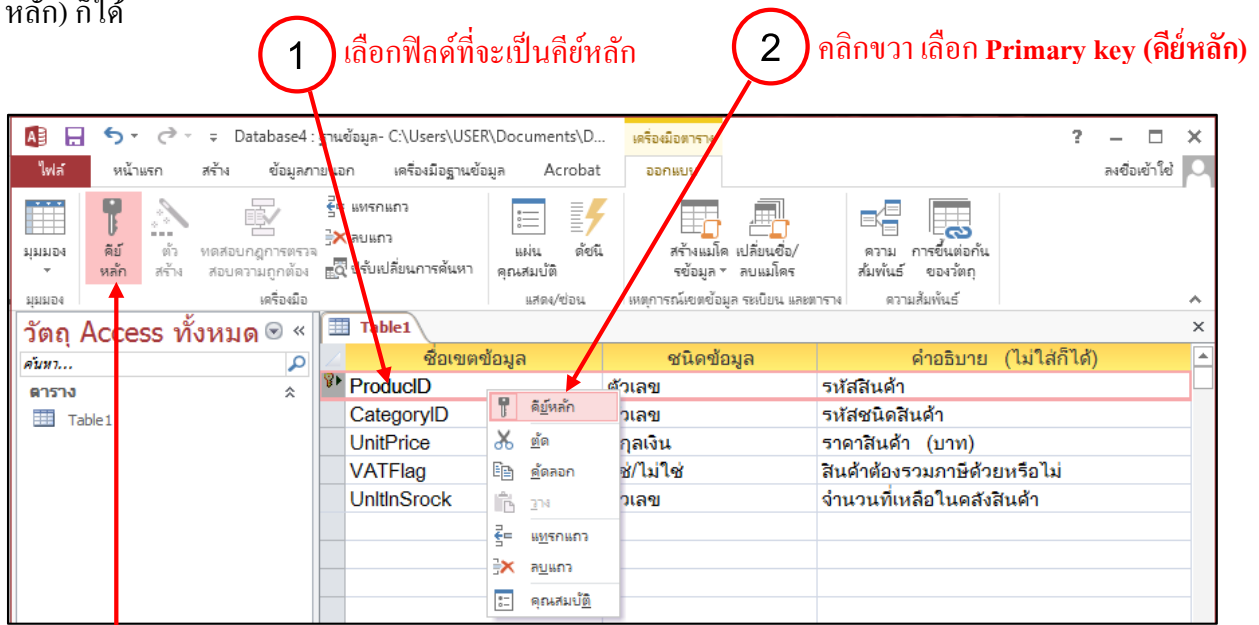 หลัก) ก็ได้
1 เลือกฟิลด์ที่จะเป็นคีย์หลัก
2 คลิกขวา เลือก Primary key (คีย์หลัก)
Database4 : ฐานข้อมูล- C:\Users\USER\Documents\D... เครื่องมือตาราง ?
ไฟล์ หน้าแรก สร้าง ข้อมูลภายนอก เครื่องมือฐานข้อมูล Acrobat ออกแบบ ลงชื่อเข้าใช้
มุมมอง
คีย์
หลัก
ตัว
สร้าง
ทดสอบกฎการตรวจ
สอบความถูกต้อง
แทรกแถว
ลบแถว
ปรับเปลี่ยนการค้นหา
แผ่น
คุณสมบัติ
ดัชนี
สร้างแมโค
รข้อมูล
เปลี่ยนชื่อ/
ลบแมโคร
ความ
สัมพันธ์
การขึ้นต่อกัน
ของวัตถุ
มุมมอง เครื่องมือ แสดง/ซ่อน เหตุการณ์เขตข้อมูล ระเบียน และตาราง ความสัมพันธ์
วัตถุ Access ทั้งหมด
ค้นหา...
ตาราง
Table1
Table1
ชื่อเขตข้อมูล ชนิดข้อมูล คำอธิบาย (ไม่ใส่ก็ได้)
ProducID ตัวเลข รหัสสินค้า
CategoryID วเลข รหัสชนิดสินค้า
UnitPrice กุลเงิน ราคาสินค้า (บาท)
VATFlag ช่/ไม่ใช่ สินค้าต้องรวมภาษีด้วยหรือไม่
UnltInSrock วเลข จำนวนที่เหลือในคลังสินค้า
คีย์หลัก
ตัด
คัดลอก
วาง
แทรกแถว
ลบแถว
คุณสมบัติ